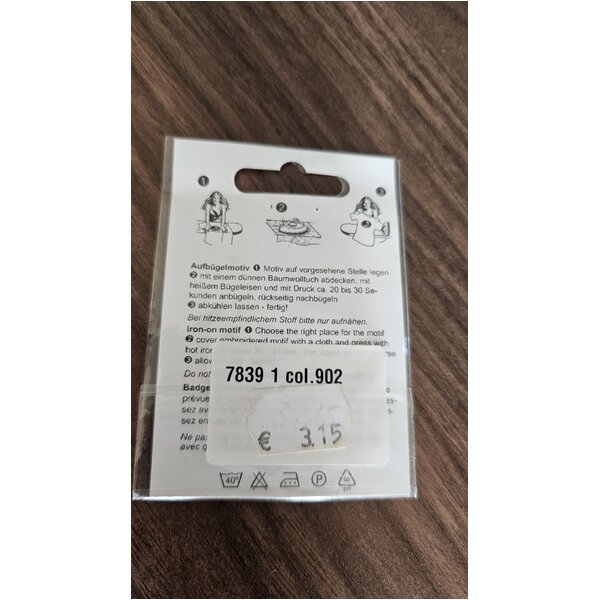 1
2
3
Aufbügelmotiv ❶ Motiv auf vorgesehene Stelle legen
❷ mit einem dünnen Baumwolltuch abdecken, mit
heißem Bügeleisen und mit Druck ca. 20 bis 30 Se-
kunden anbügeln, rückseitig nachbügeln
❸ abkühlen lassen - fertig!
Bei hitzeempfindlichem Stoff bitte nur aufnähen.
Iron-on motif ❶ Choose the right place for the motif
❷ cover embroidered motif with a cloth and press with
hot iron
❸ allow
Do not
7839 1 col.902
Badge
prévue
sez av
sez en
€ 3.15
Ne pas
avec
40°
P